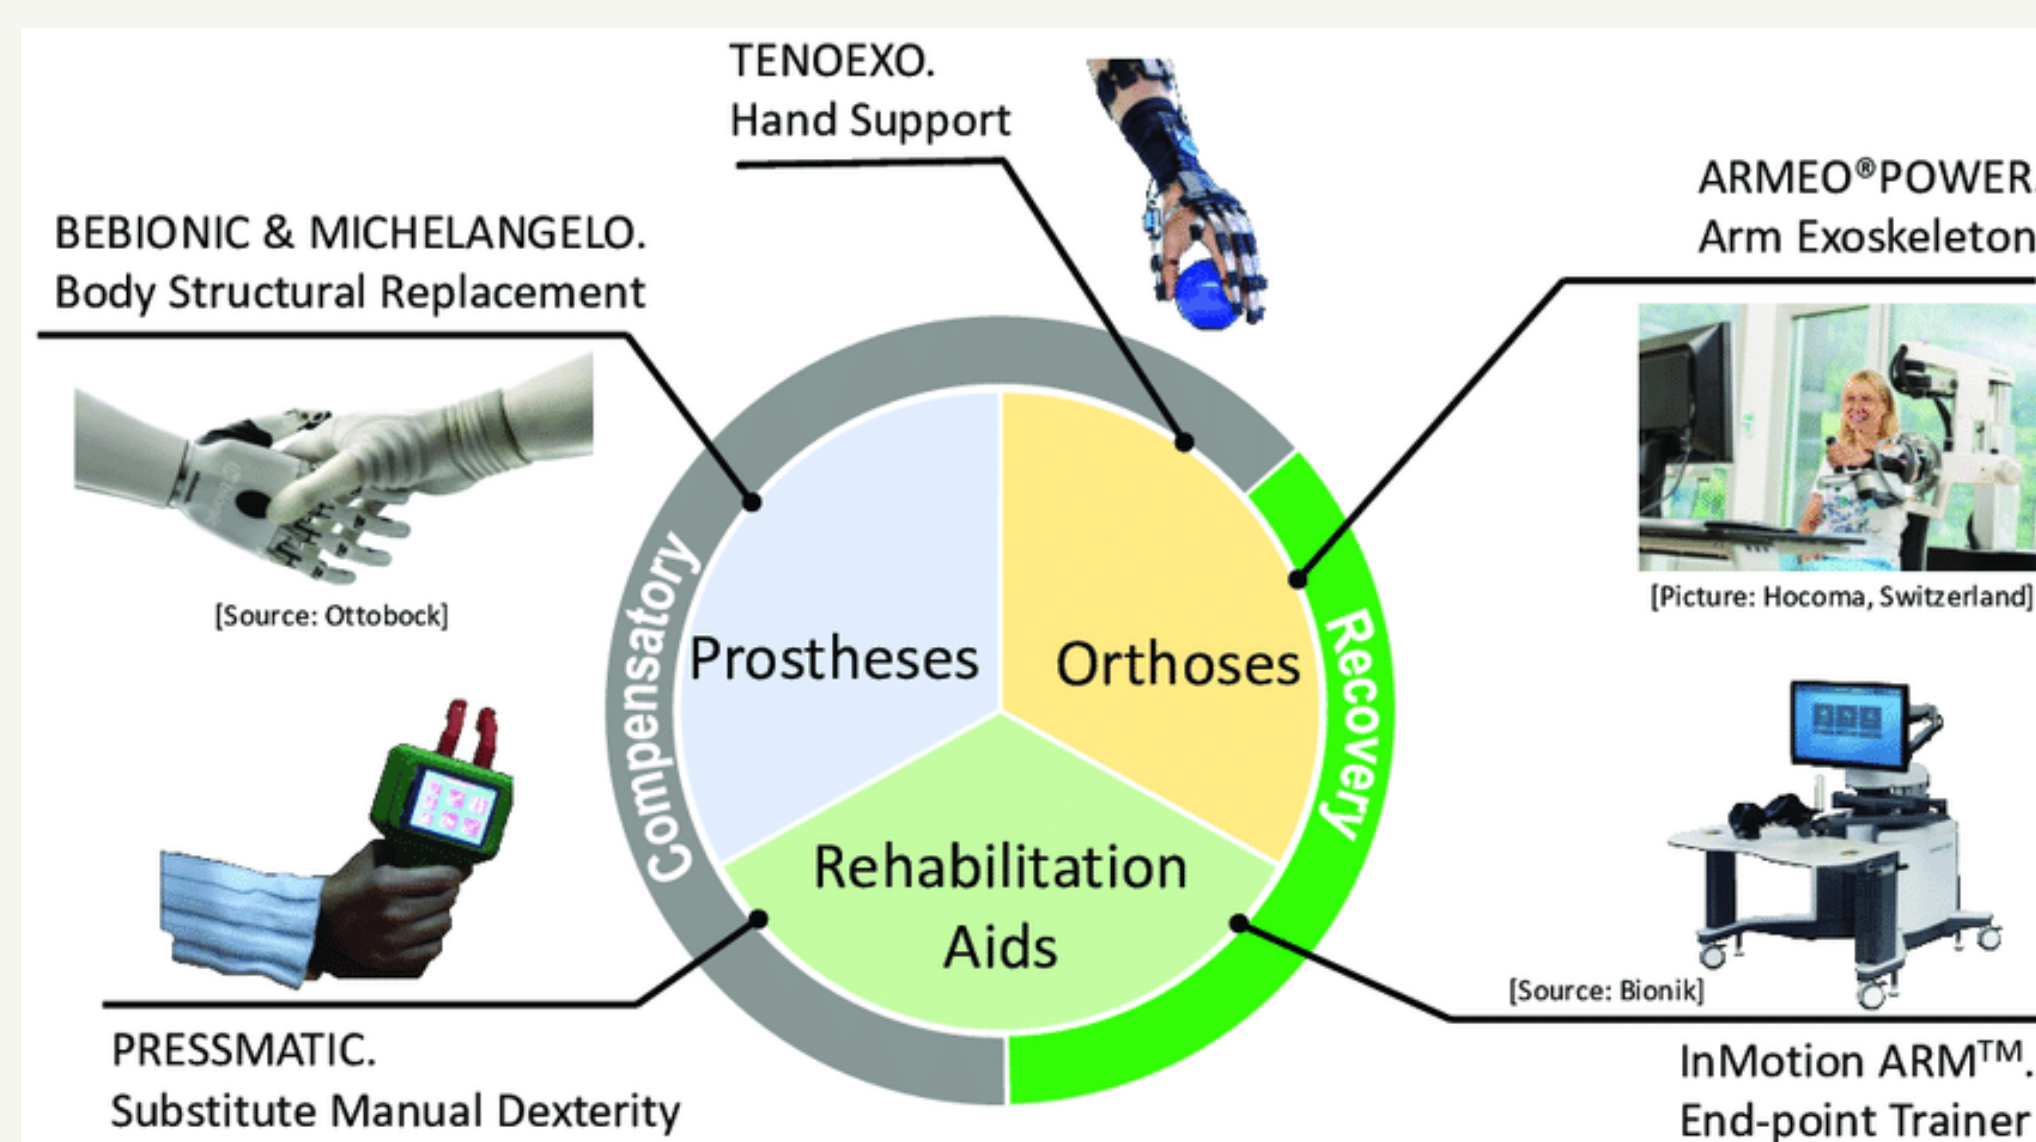 TENOEXO.
Hand Support
ARMEO®POWER.
Arm Exoskeleton
BEBIONIC & MICHELANGELO.
Body Structural Replacement
[Source: Ottobock]
[Picture: Hocoma, Switzerland]
Compensatory
Prostheses
Orthoses
Recovery
Rehabilitation
Aids
[Source: Bionik]
PRESSMATIC.
Substitute Manual Dexterity
InMotion ARM™.
End-point Trainer